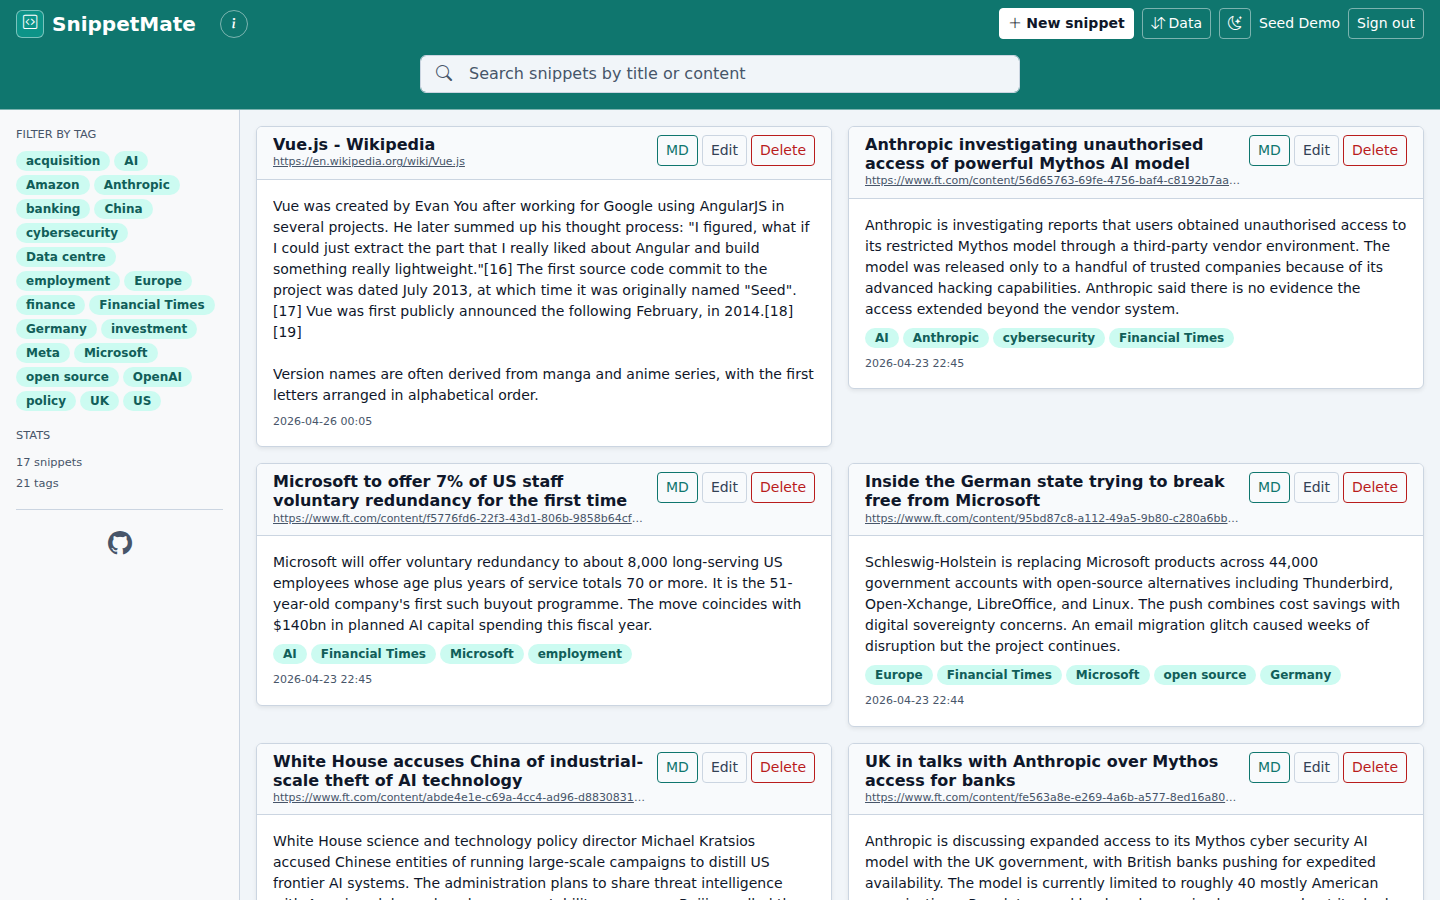 SnippetMate
i
New snippet
Data
Seed Demo
Sign out
Search snippets by title or content
FILTER BY TAG
acquisition AI
Amazon Anthropic
banking China
cybersecurity
Data centre
employment Europe
finance Financial Times
Germany investment
Meta Microsoft
open source OpenAI
policy UK US
STATS
17 snippets
21 tags
Vue.js - Wikipedia
https://en.wikipedia.org/wiki/Vue.js
MD Edit Delete
Vue was created by Evan You after working for Google using AngularJS in
several projects. He later summed up his thought process: "I figured, what if
I could just extract the part that I really liked about Angular and build
something really lightweight."[16] The first source code commit to the
project was dated July 2013, at which time it was originally named "Seed".
[17] Vue was first publicly announced the following February, in 2014.[18]
[19]
Version names are often derived from manga and anime series, with the first
letters arranged in alphabetical order.
2026-04-26 00:05
Anthropic investigating unauthorised
access of powerful Mythos AI model
https://www.ft.com/content/56d65763-69fe-4756-baf4-c8192b7aa...
MD Edit Delete
Anthropic is investigating reports that users obtained unauthorised access to
its restricted Mythos model through a third-party vendor environment. The
model was released only to a handful of trusted companies because of its
advanced hacking capabilities. Anthropic said there is no evidence the
access extended beyond the vendor system.
AI Anthropic cybersecurity Financial Times
2026-04-23 22:45
Microsoft to offer 7% of US staff
voluntary redundancy for the first time
https://www.ft.com/content/f5776fd6-22f3-43d1-806b-9858b64cf...
MD Edit Delete
Microsoft will offer voluntary redundancy to about 8,000 long-serving US
employees whose age plus years of service totals 70 or more. It is the 51-
year-old company's first such buyout programme. The move coincides with
$140bn in planned AI capital spending this fiscal year.
AI Financial Times Microsoft employment
2026-04-23 22:45
Inside the German state trying to break
free from Microsoft
https://www.ft.com/content/95bd87c8-a112-49a5-9b80-c280a6bb...
MD Edit Delete
Schleswig-Holstein is replacing Microsoft products across 44,000
government accounts with open-source alternatives including Thunderbird,
Open-Xchange, LibreOffice, and Linux. The push combines cost savings with
digital sovereignty concerns. An email migration glitch caused weeks of
disruption but the project continues.
Europe Financial Times Microsoft open source Germany
2026-04-23 22:44
White House accuses China of industrial-
scale theft of AI technology
https://www.ft.com/content/abde4e1e-c69a-4cc4-ad96-d8830831...
MD Edit Delete
White House science and technology policy director Michael Kratsios
accused Chinese entities of running large-scale campaigns to distill US
frontier AI systems. The administration plans to share threat intelligence
UK in talks with Anthropic over Mythos
access for banks
https://www.ft.com/content/fe563a8e-e269-4a6b-a577-8ed16a80...
MD Edit Delete
Anthropic is discussing expanded access to its Mythos cyber security AI
model with the UK government, with British banks pushing for expedited
availability. The model is currently limited to roughly 40 mostly American